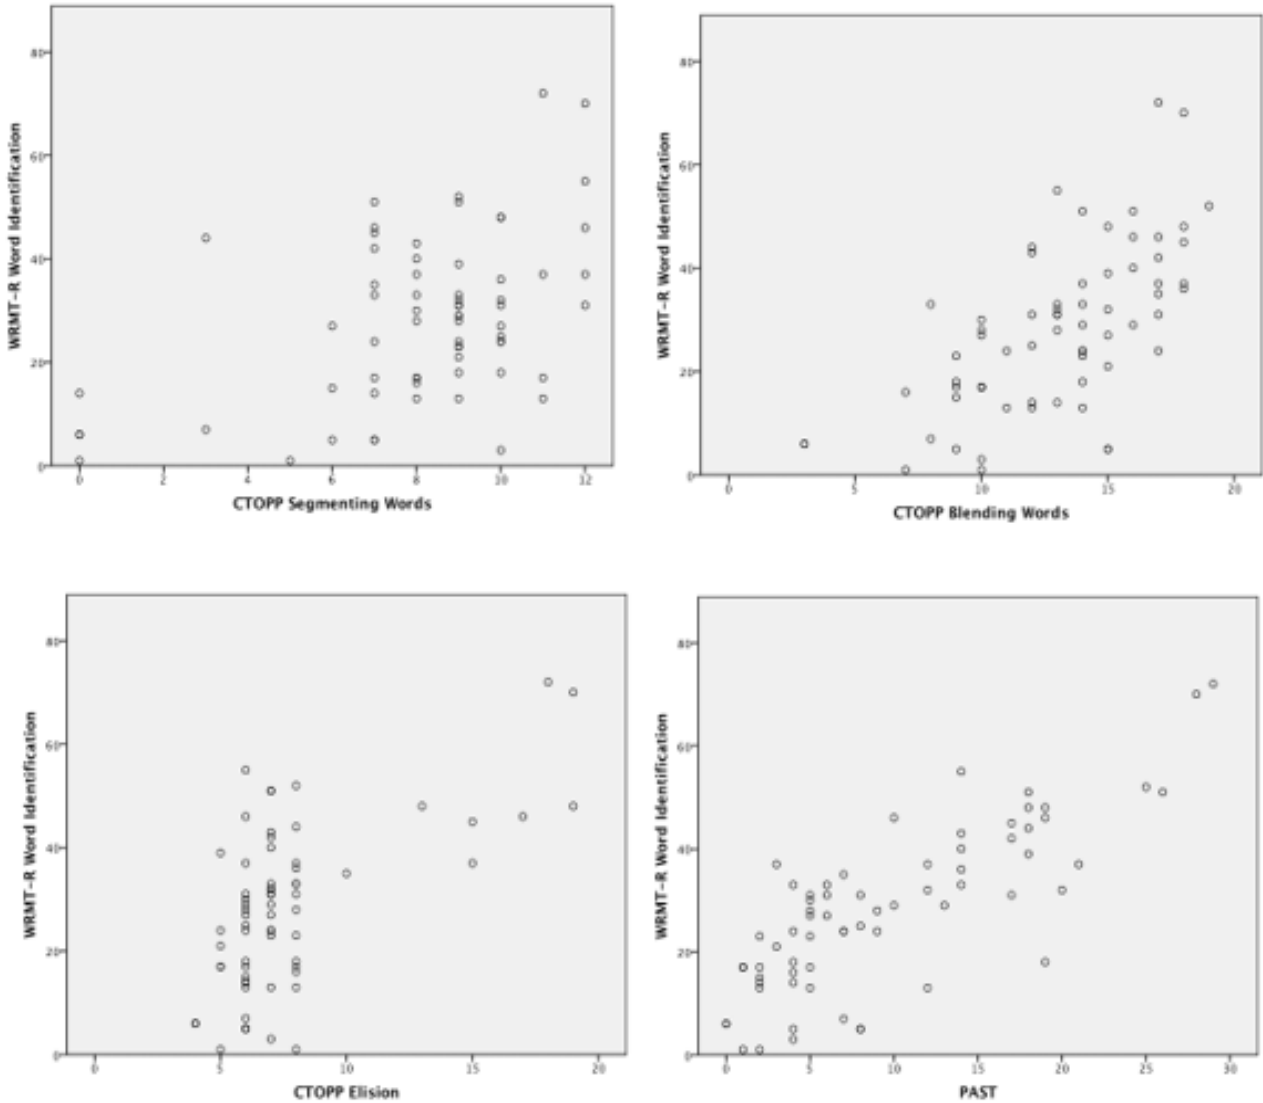 80
60
40
20
0
WRMT-R Word Identification
0 2 4 6 8 10 12
CTOPP Segmenting Words
80
60
40
20
0
WRMT-R Word Identification
0 5 10 15 20
CTOPP Blending Words
80
60
40
20
0
WRMT-R Word Identification
0 5 10 15 20
CTOPP Elision
80
60
40
20
0
WRMT-R Word Identification
0 5 10 15 20 25 30
PAST